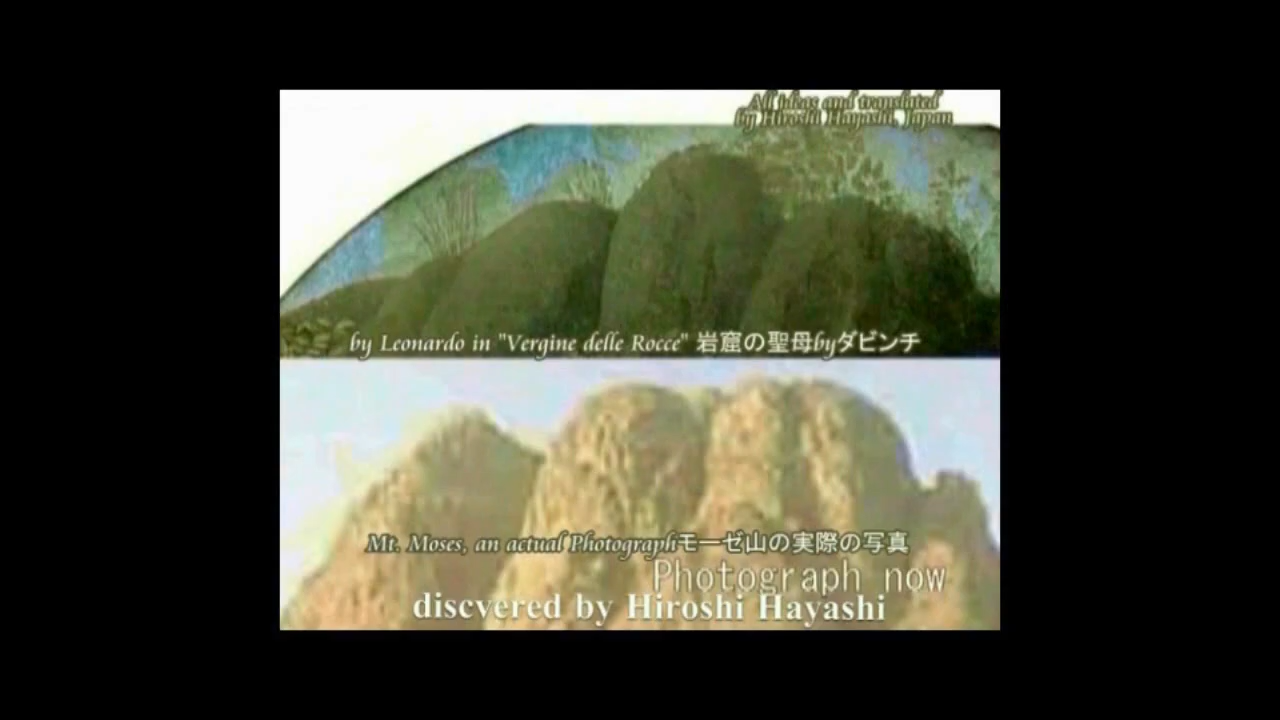 All ideas and translated
by Hiroshi Hayashi, Japan
by Leonardo in "Vergine delle Rocce" 岩窟の聖母byダビンチ
Mt. Moses, an actual Photographモーゼ山の実際の写真
Photograph now
discvered by Hiroshi Hayashi